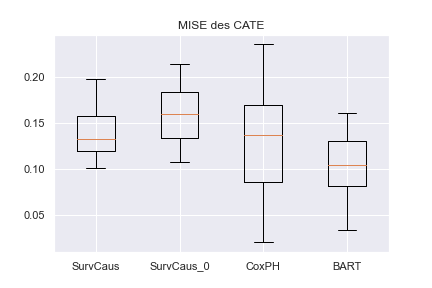 MISE des CATE
0.20
0.15
0.10
0.05
SurvCaus
SurvCaus_0
CoxPH
BART